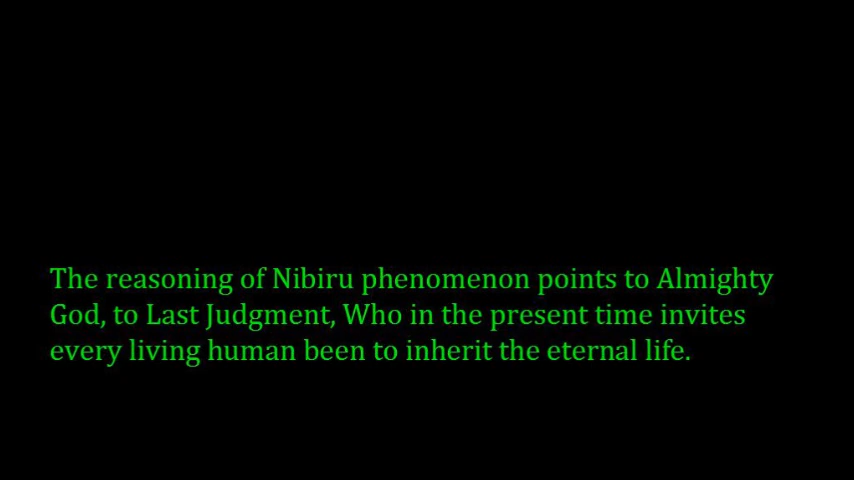 The reasoning of Nibiru phenomenon points to Almighty
God, to Last Judgment, Who in the present time invites
every living human been to inherit the eternal life.